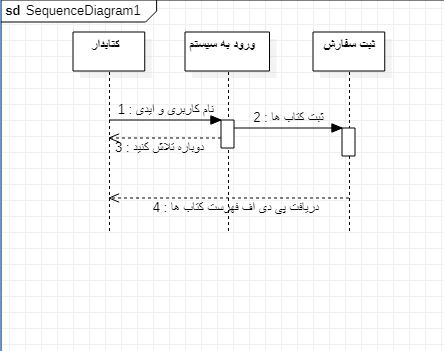 sd SequenceDiagram1
کتابدار
ورود به سیستم
ثبت سفارش
1 : نام کاربری و ایدی
2 : ثبت کتاب ها
3 : دوباره تلاش کنید
4 : دریافت پی دی اف فهرست کتاب ها